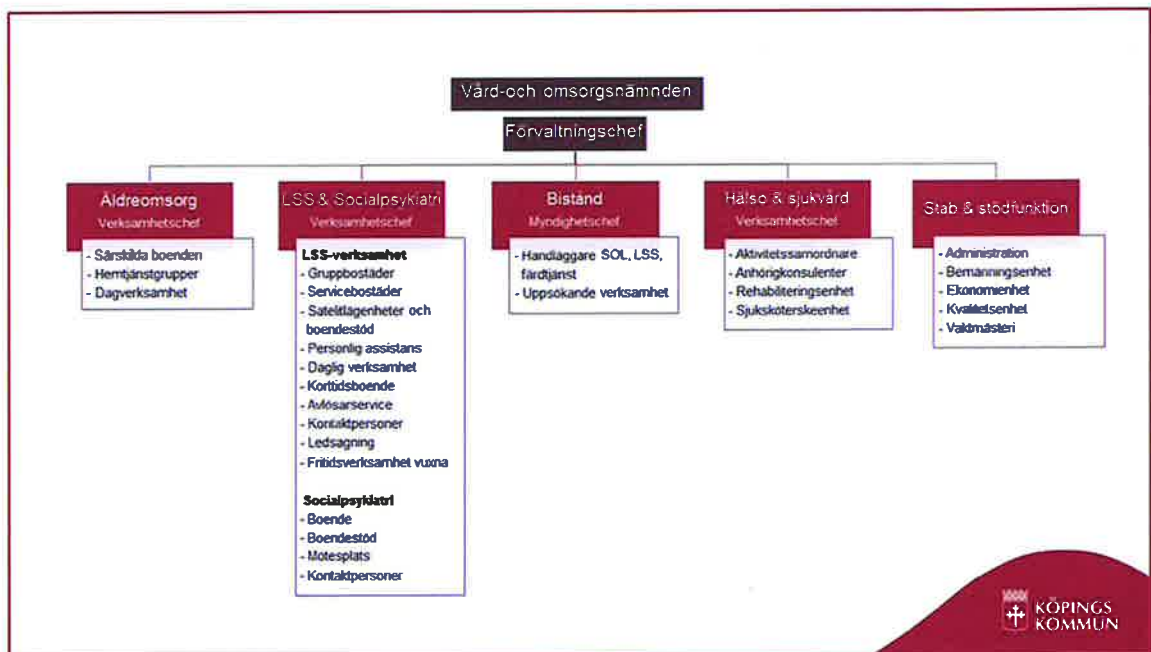 Vård-och omsorgsnämnden
Förvaltningschef
Äldreomsorg
Verksamhetschef
- Särskilda boenden
- Hemtjänstgrupper
- Dagverksamhet
LSS & Socialpsykiatri
Verksamhetschef
LSS-verksamhet
- Gruppbostäder
- Servicebostäder
- Satelitlägenheter och
boendestöd
- Personlig assistans
- Daglig verksamhet
- Korttidsboende
- Avlösarservice
- Kontaktpersoner
- Ledsagning
- Fritidsverksamhet vuxna
Socialpsykiatri
- Boende
- Boendestöd
- Motesplats
- Kontaktpersoner
Bistånd
Myndighetschef
- Handläggare SOL, LSS,
färdtjänst
- Uppsökande verksamhet
Hälso & sjukvård
Verksamhetschef
- Aktivitetssamordnare
- Anhörigkonsulenter
- Rehabiliteringsenhet
- Sjuksköterskeenhet
Stab & stödfunktion
- Administration
- Bemanningsenhet
- Ekonomienhet
- Kvalitetsenhet
- Vaktmästeri
KÖPINGS
KOMMUN